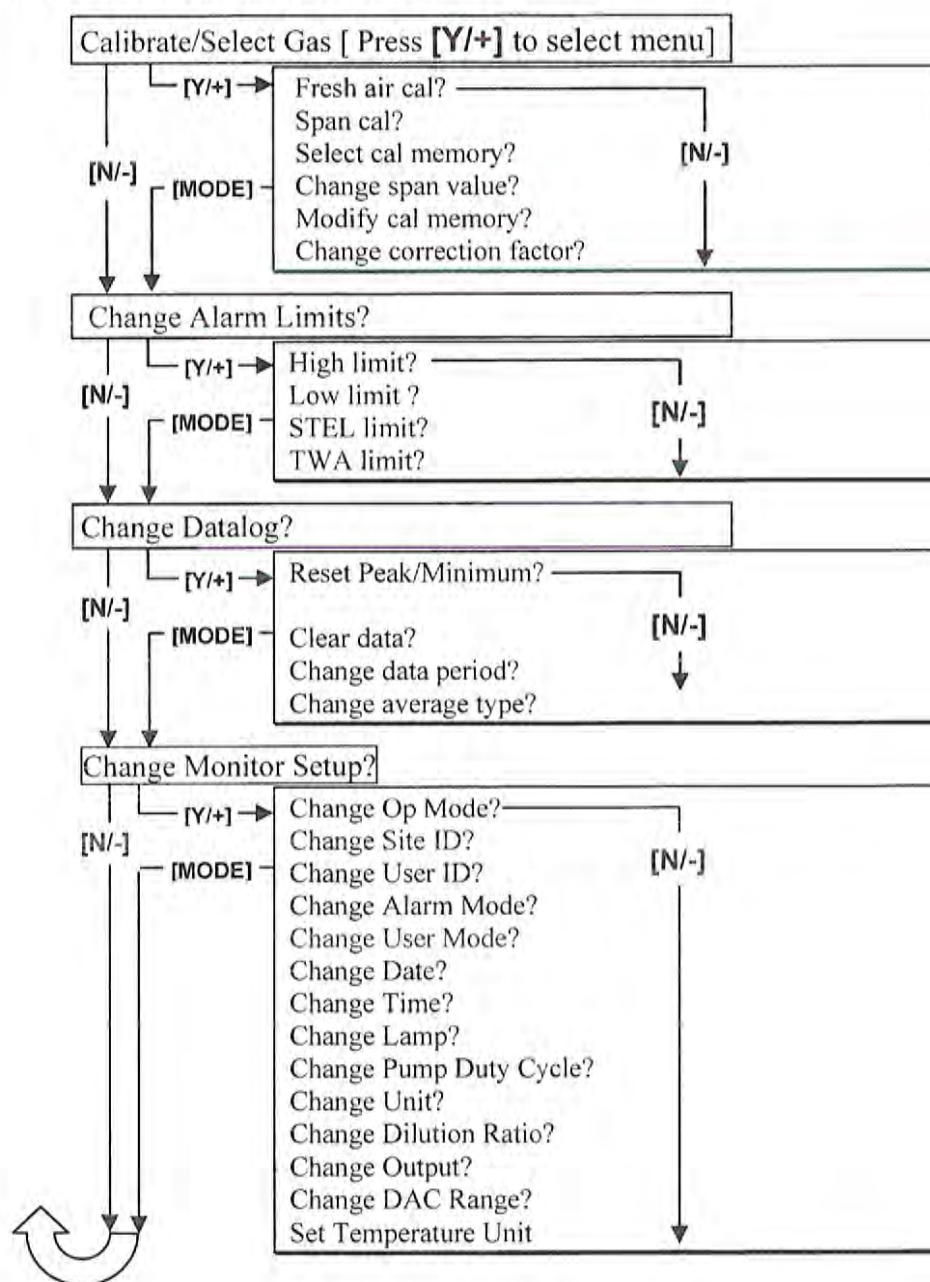 Calibrate/Select Gas [ Press [Y/+] to select menu]
[Y/+]
Fresh air cal?
Span cal?
Select cal memory?
[N/-]
[N/-]
[MODE]
Change span value?
Modify cal memory?
Change correction factor?
Change Alarm Limits?
[Y/+]
High limit?
[N/-]
Low limit ?
[N/-]
[MODE]
STEL limit?
TWA limit?
Change Datalog?
[Y/+]
Reset Peak/Minimum?
[N/-]
[N/-]
[MODE]
Clear data?
Change data period?
Change average type?
Change Monitor Setup?
[Y/+]
Change Op Mode?
[N/-]
Change Site ID?
[N/-]
[MODE]
Change User ID?
Change Alarm Mode?
Change User Mode?
Change Date?
Change Time?
Change Lamp?
Change Pump Duty Cycle?
Change Unit?
Change Dilution Ratio?
Change Output?
Change DAC Range?
Set Temperature Unit